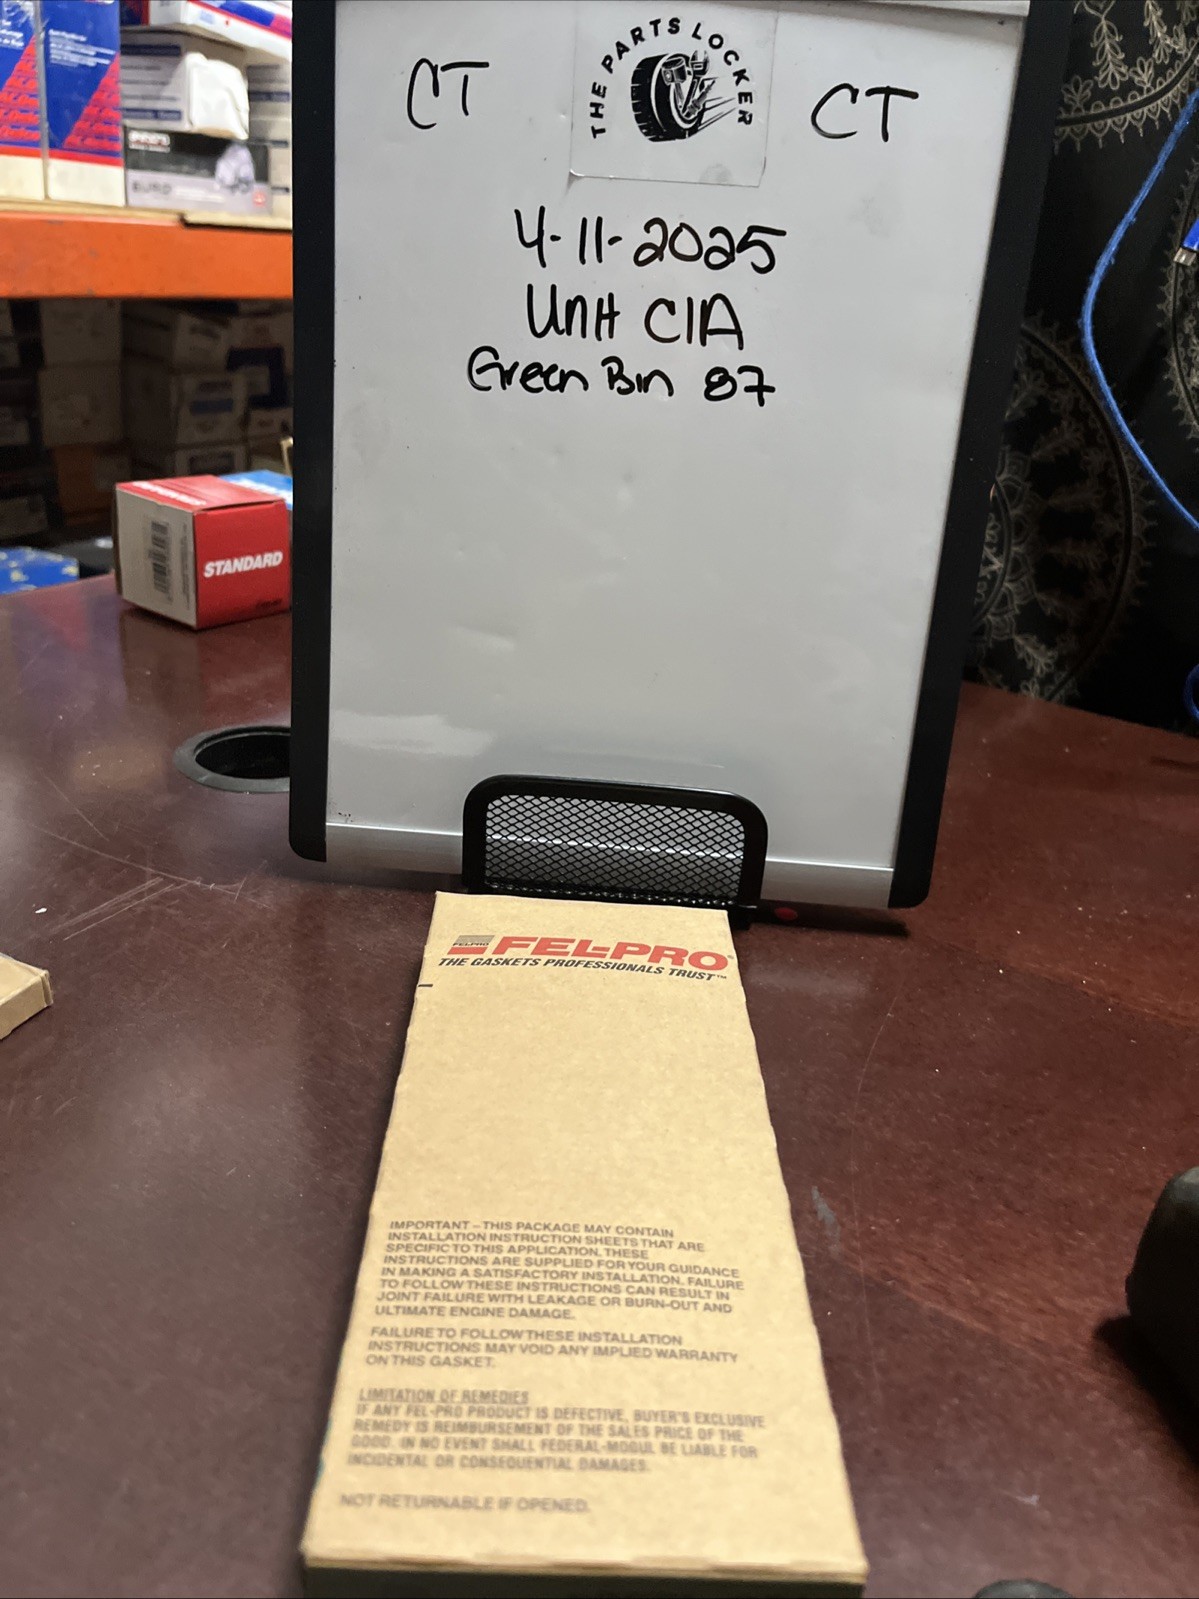 THE PARTS LOCKER
CT
CT
4-11-2025
Unit C1A
Green Bin 87
STANDARD
EURO
FEL-PRO
FEL-PRO®
THE GASKETS PROFESSIONALS TRUST™
IMPORTANT – THIS PACKAGE MAY CONTAIN
INSTALLATION INSTRUCTION SHEETS THAT ARE
SPECIFIC TO THIS APPLICATION. THESE
INSTRUCTIONS ARE SUPPLIED FOR YOUR GUIDANCE
IN MAKING A SATISFACTORY INSTALLATION. FAILURE
TO FOLLOW THESE INSTRUCTIONS CAN RESULT IN
JOINT FAILURE WITH LEAKAGE OR BURN-OUT AND
ULTIMATE ENGINE DAMAGE.
FAILURE TO FOLLOW THESE INSTALLATION
INSTRUCTIONS MAY VOID ANY IMPLIED WARRANTY
ON THIS GASKET.
LIMITATION OF REMEDIES
IF ANY FEL-PRO PRODUCT IS DEFECTIVE, BUYER'S EXCLUSIVE
REMEDY IS REIMBURSEMENT OF THE SALES PRICE OF THE
GOOD. IN NO EVENT SHALL FEDERAL-MOGUL BE LIABLE FOR
INCIDENTAL OR CONSEQUENTIAL DAMAGES.
NOT RETURNABLE IF OPENED.